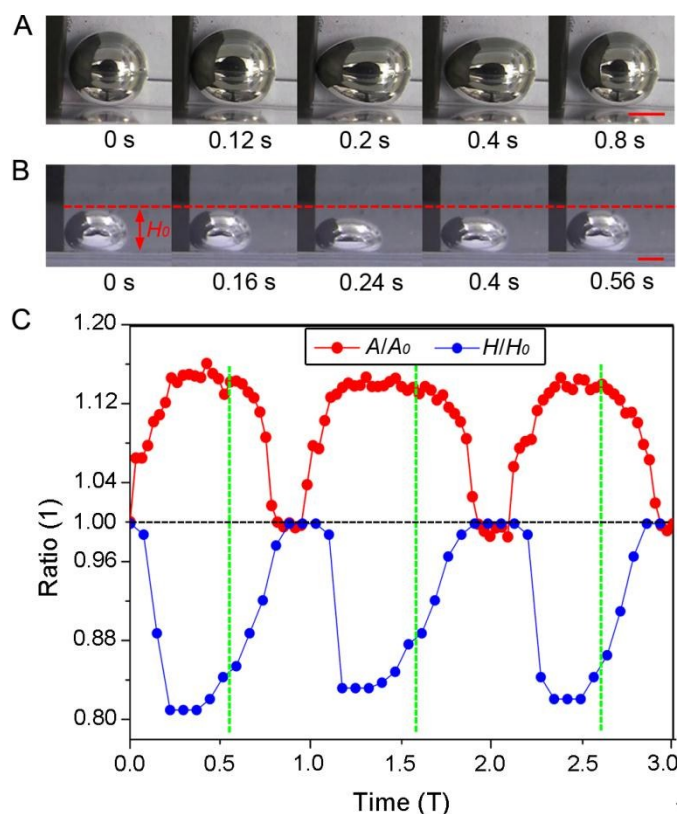 A
0 s 0.12 s 0.2 s 0.4 s 0.8 s
B
H₀
0 s 0.16 s 0.24 s 0.4 s 0.56 s
C
A/A₀ H/H₀
1.20
1.12
1.04
1.00
0.96
0.88
0.80
Ratio (1)
0.0 0.5 1.0 1.5 2.0 2.5 3.0
Time (T)